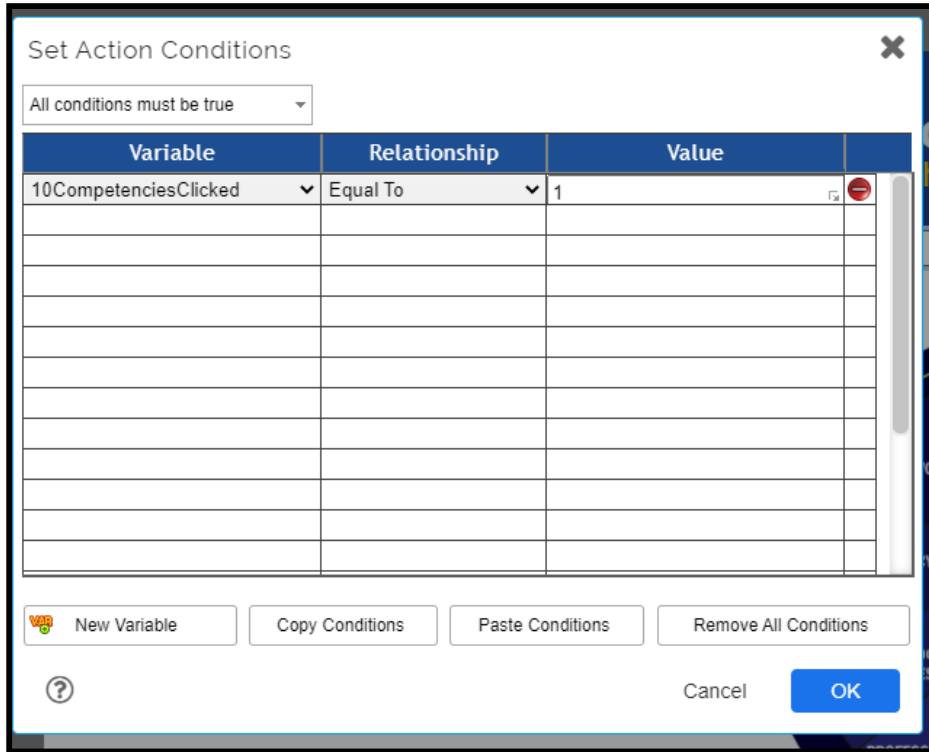 Set Action Conditions
All conditions must be true
Variable Relationship Value
10CompetenciesClicked Equal To 1
VAR New Variable Copy Conditions Paste Conditions Remove All Conditions
? Cancel OK